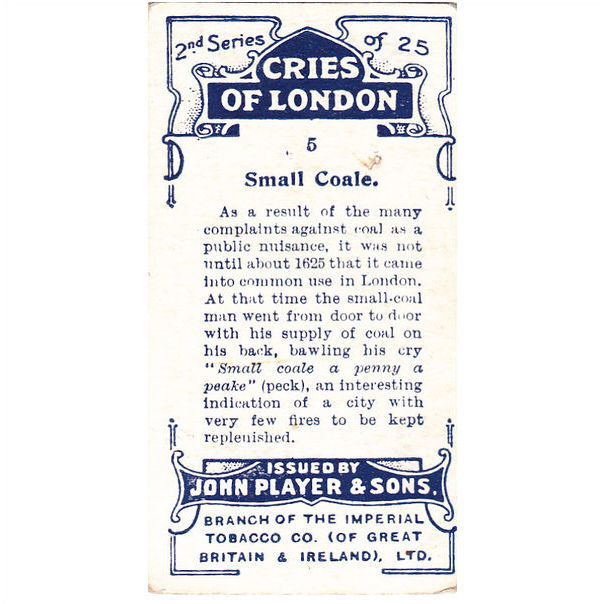 2nd Series of 25
CRIES
OF LONDON
5
Small Coale.
As a result of the many
complaints against coal as a
public nuisance, it was not
until about 1625 that it came
into common use in London.
At that time the small-coal
man went from door to door
with his supply of coal on
his back, bawling his cry
"Small coale a penny a
peake" (peck), an interesting
indication of a city with
very few fires to be kept
replenished.
ISSUED BY
JOHN PLAYER & SONS.
BRANCH OF THE IMPERIAL
TOBACCO CO. (OF GREAT
BRITAIN & IRELAND), LTD.